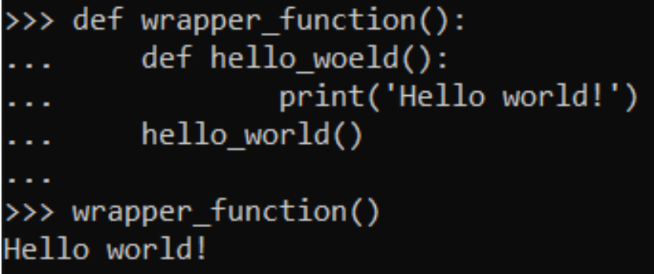 >>> def wrapper_function():
...     def hello_woeld():
...             print('Hello world!')
...     hello_world()
...
>>> wrapper_function()
Hello world!